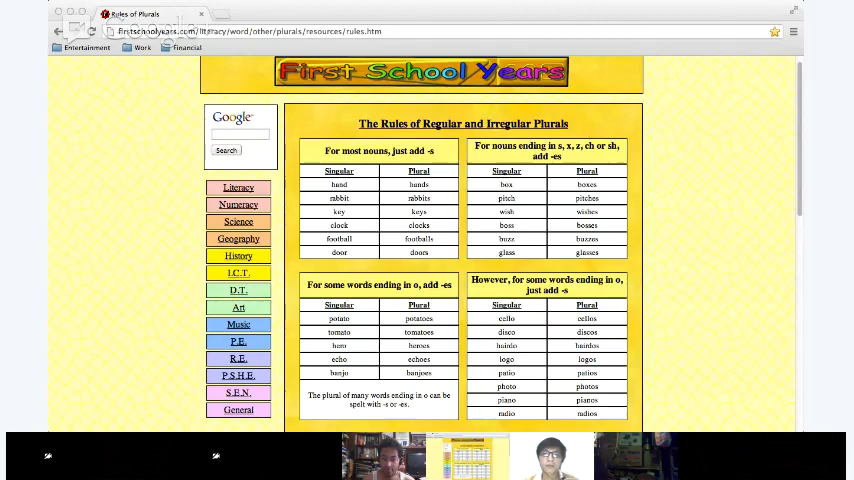 Rules of Plurals
Google+
firstschoolyears.com/literacy/word/other/plurals/resources/rules.htm
Entertainment Work Financial
First School Years
Google
Search
Literacy
Numeracy
Science
Geography
History
I.C.T.
D.T.
Art
Music
P.E.
R.E.
P.S.H.E.
S.E.N.
General
The Rules of Regular and Irregular Plurals
For most nouns, just add -s
Singular Plural
hand hands
rabbit rabbits
key keys
clock clocks
football footballs
door doors
For nouns ending in s, x, z, ch or sh,
add -es
Singular Plural
box boxes
pitch pitches
wish wishes
boss bosses
buzz buzzes
glass glasses
For some words ending in o, add -es
Singular Plural
potato potatoes
tomato tomatoes
hero heroes
echo echoes
banjo banjoes
The plural of many words ending in o can be
spelt with -s or -es.
However, for some words ending in o,
just add -s
Singular Plural
cello cellos
disco discos
hairdo hairdos
logo logos
patio patios
photo photos
piano pianos
radio radios